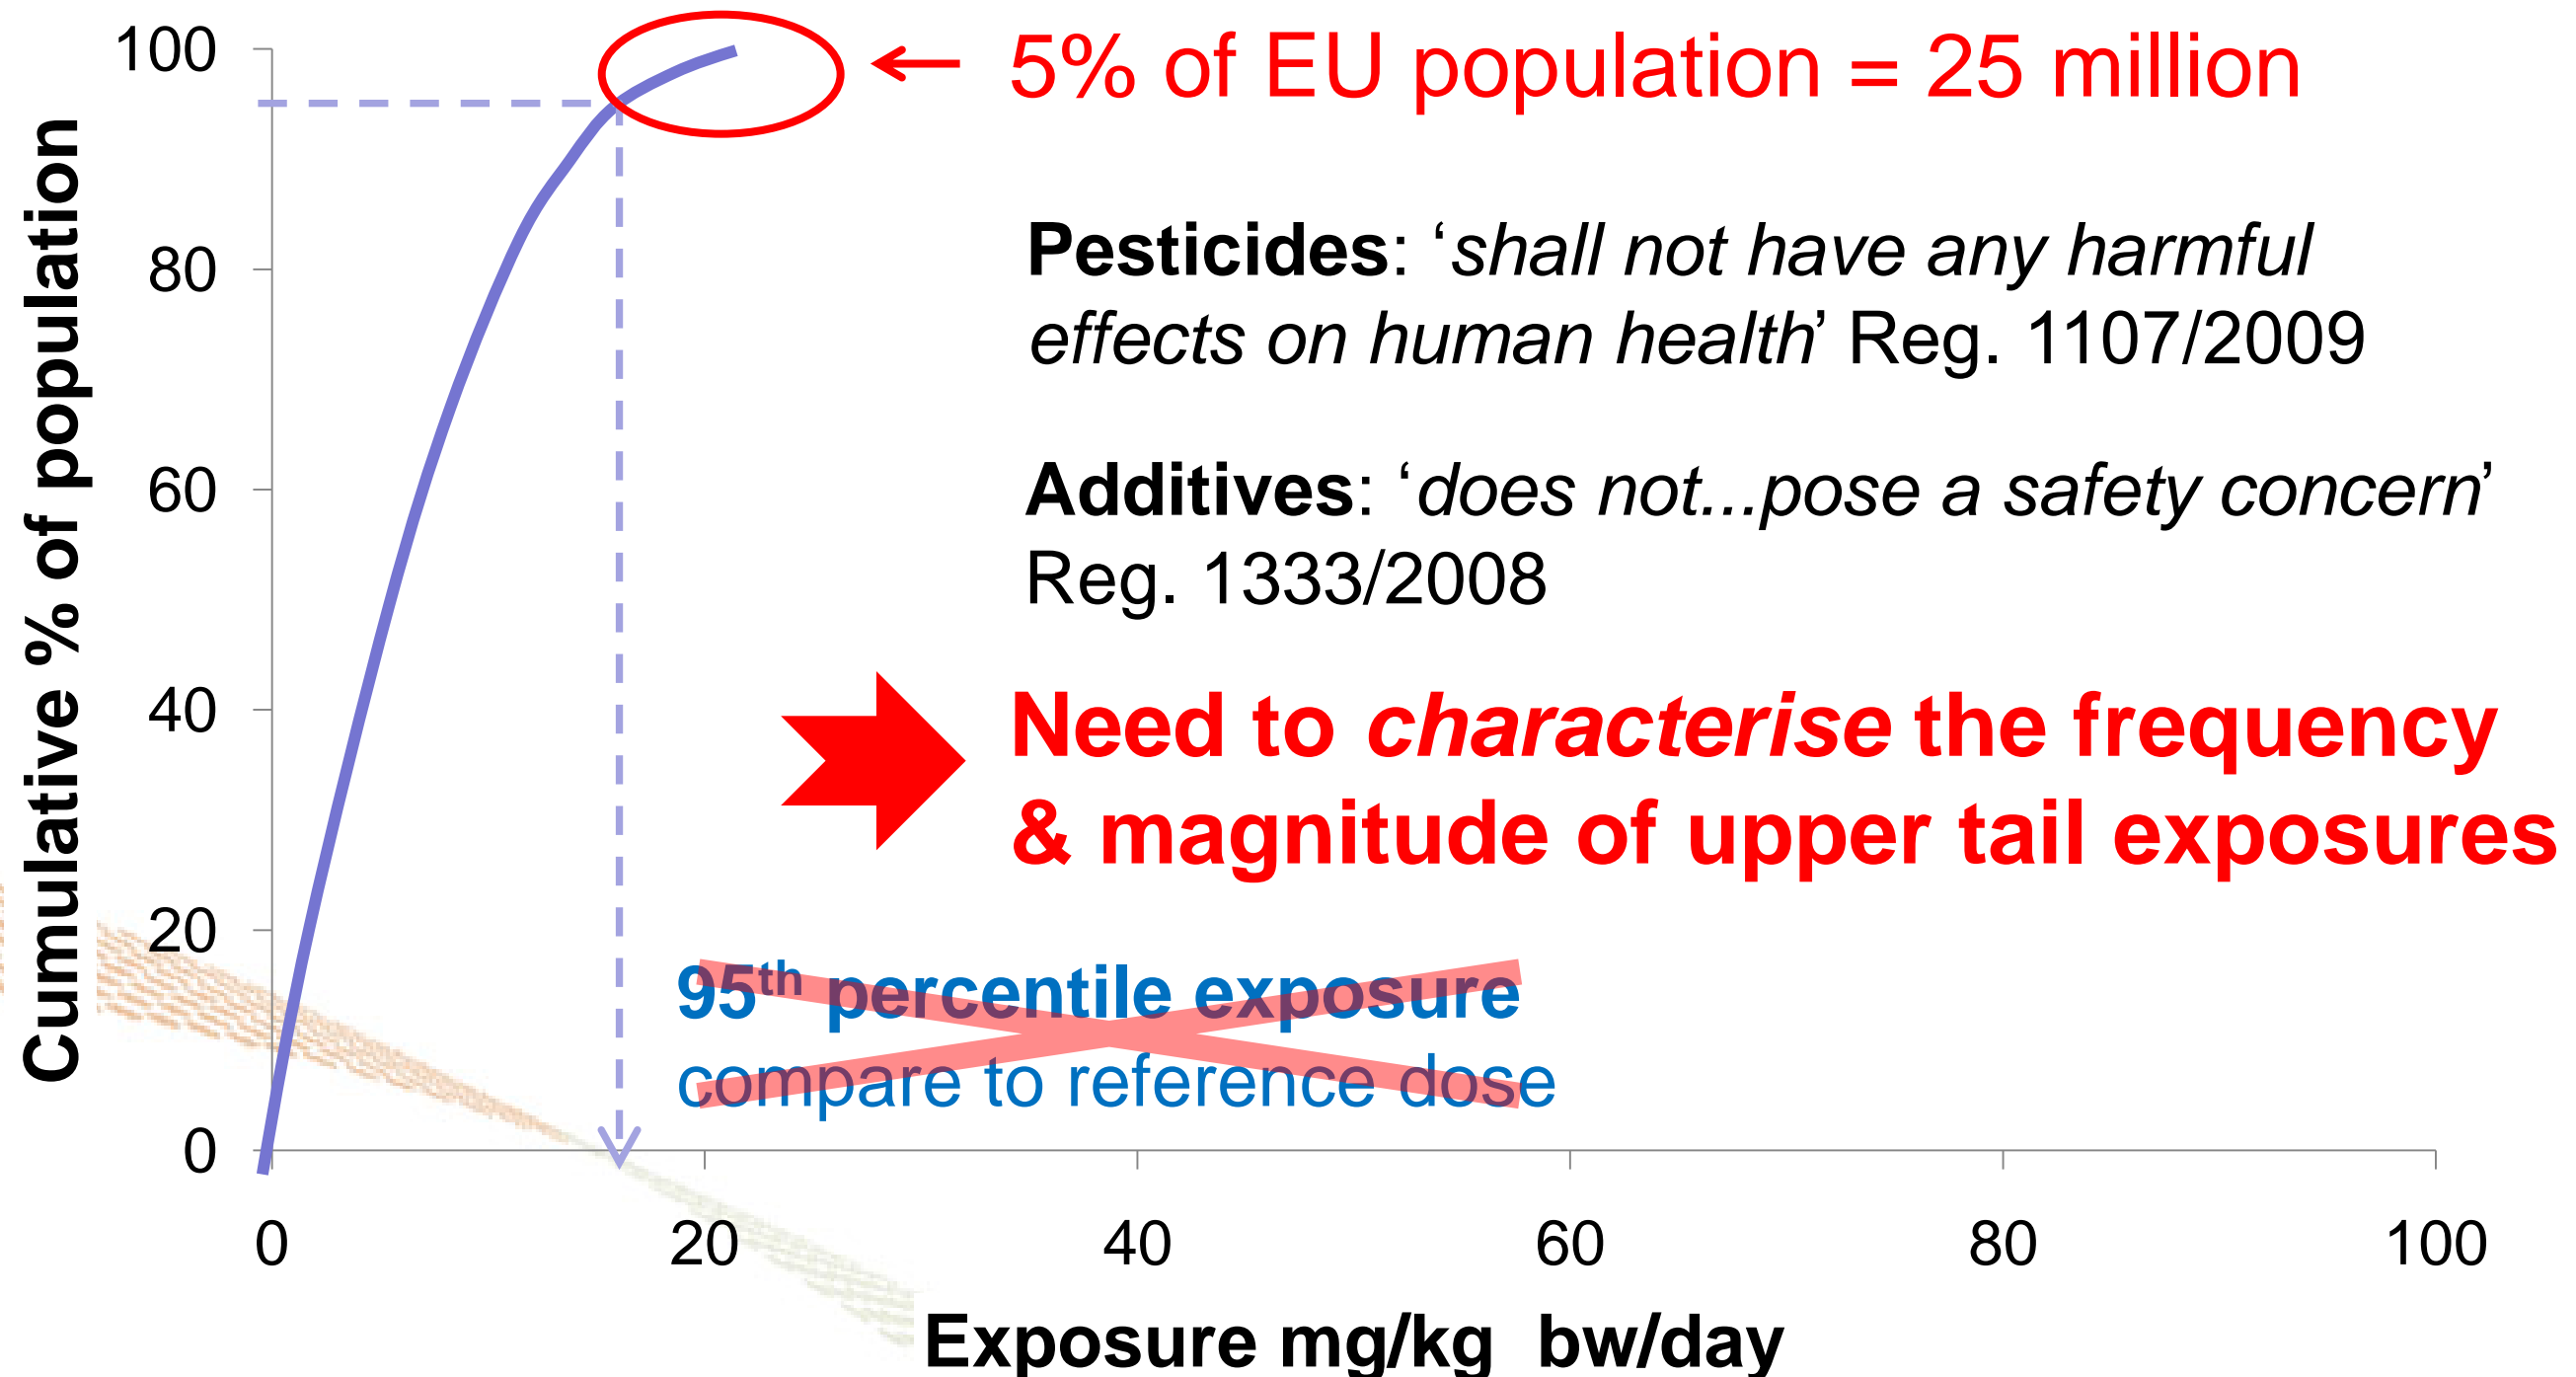 100
80
60
40
20
0
Cumulative % of population
5% of EU population = 25 million
Pesticides: ‘shall not have any harmful
effects on human health’ Reg. 1107/2009
Additives: ‘does not...pose a safety concern’
Reg. 1333/2008
Need to characterise the frequency
& magnitude of upper tail exposures
95th percentile exposure
compare to reference dose
0 20 40 60 80 100
Exposure mg/kg bw/day